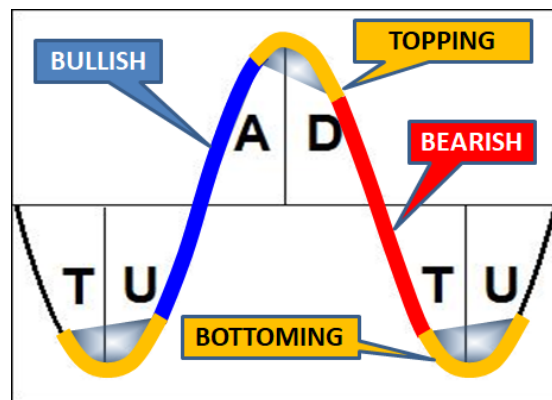 TOPPING
BULLISH
A D
BEARISH
T U T U
BOTTOMING